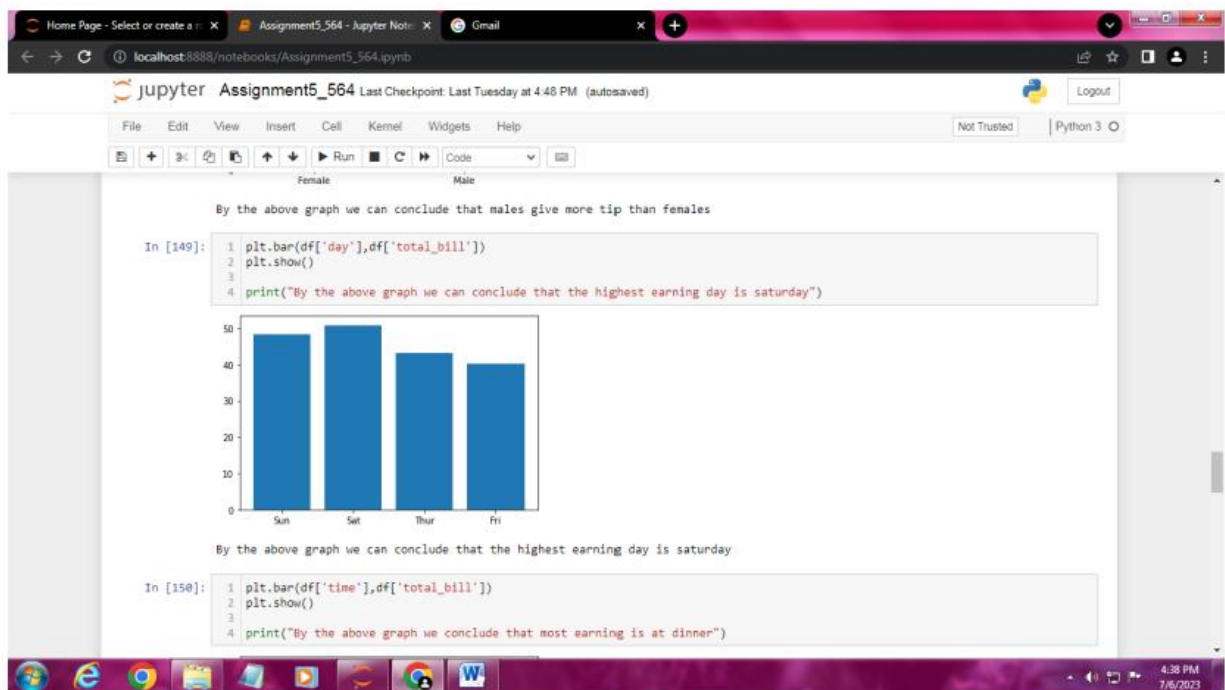 Home Page - Select or create a n
Assignment5_564 - Jupyter Note
Gmail
localhost:8888/notebooks/Assignment5_564.ipynb
jupyter Assignment5_564 Last Checkpoint: Last Tuesday at 4:48 PM (autosaved)
Logout
File Edit View Insert Cell Kernel Widgets Help
Not Trusted
Python 3
Run
Code
Female Male
By the above graph we can conclude that males give more tip than females
In [149]:
1 plt.bar(df['day'],df['total_bill'])
2 plt.show()
3
4 print("By the above graph we can conclude that the highest earning day is saturday")
50
40
30
20
10
0
Sun Sat Thur Fri
By the above graph we can conclude that the highest earning day is saturday
In [150]:
1 plt.bar(df['time'],df['total_bill'])
2 plt.show()
3
4 print("By the above graph we conclude that most earning is at dinner")
4:38 PM
7/6/2023